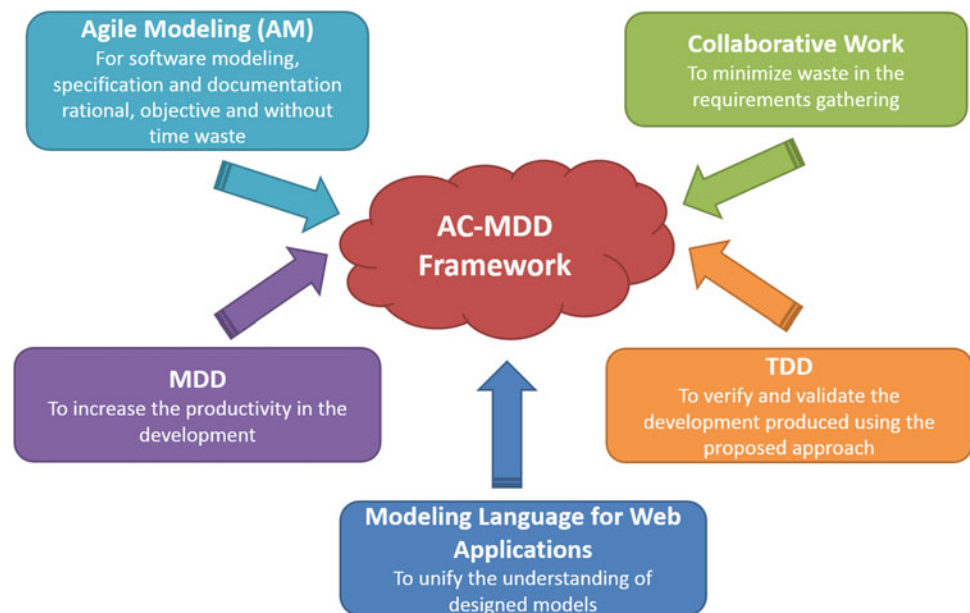 Agile Modeling (AM)
For software modeling,
specification and documentation
rational, objective and without
time waste
Collaborative Work
To minimize waste in the
requirements gathering
AC-MDD
Framework
MDD
To increase the productivity in the
development
TDD
To verify and validate the
development produced using the
proposed approach
Modeling Language for Web
Applications
To unify the understanding of
designed models